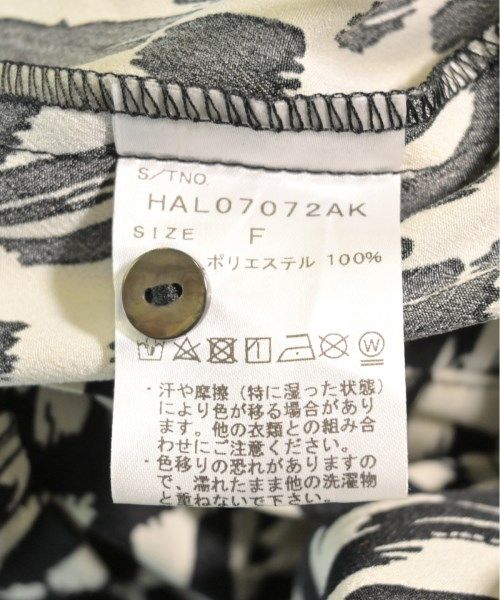 S/TNO.
HAL07072AK
SIZE F
ポリエステル 100%
・汗や摩擦（特に湿った状態）
により色が移る場合があり
ます。他の衣類との組み合
わせにご注意ください。
・色移りの恐れがありますの
で、濡れたまま他の洗濯物
と重ねないで下さい。